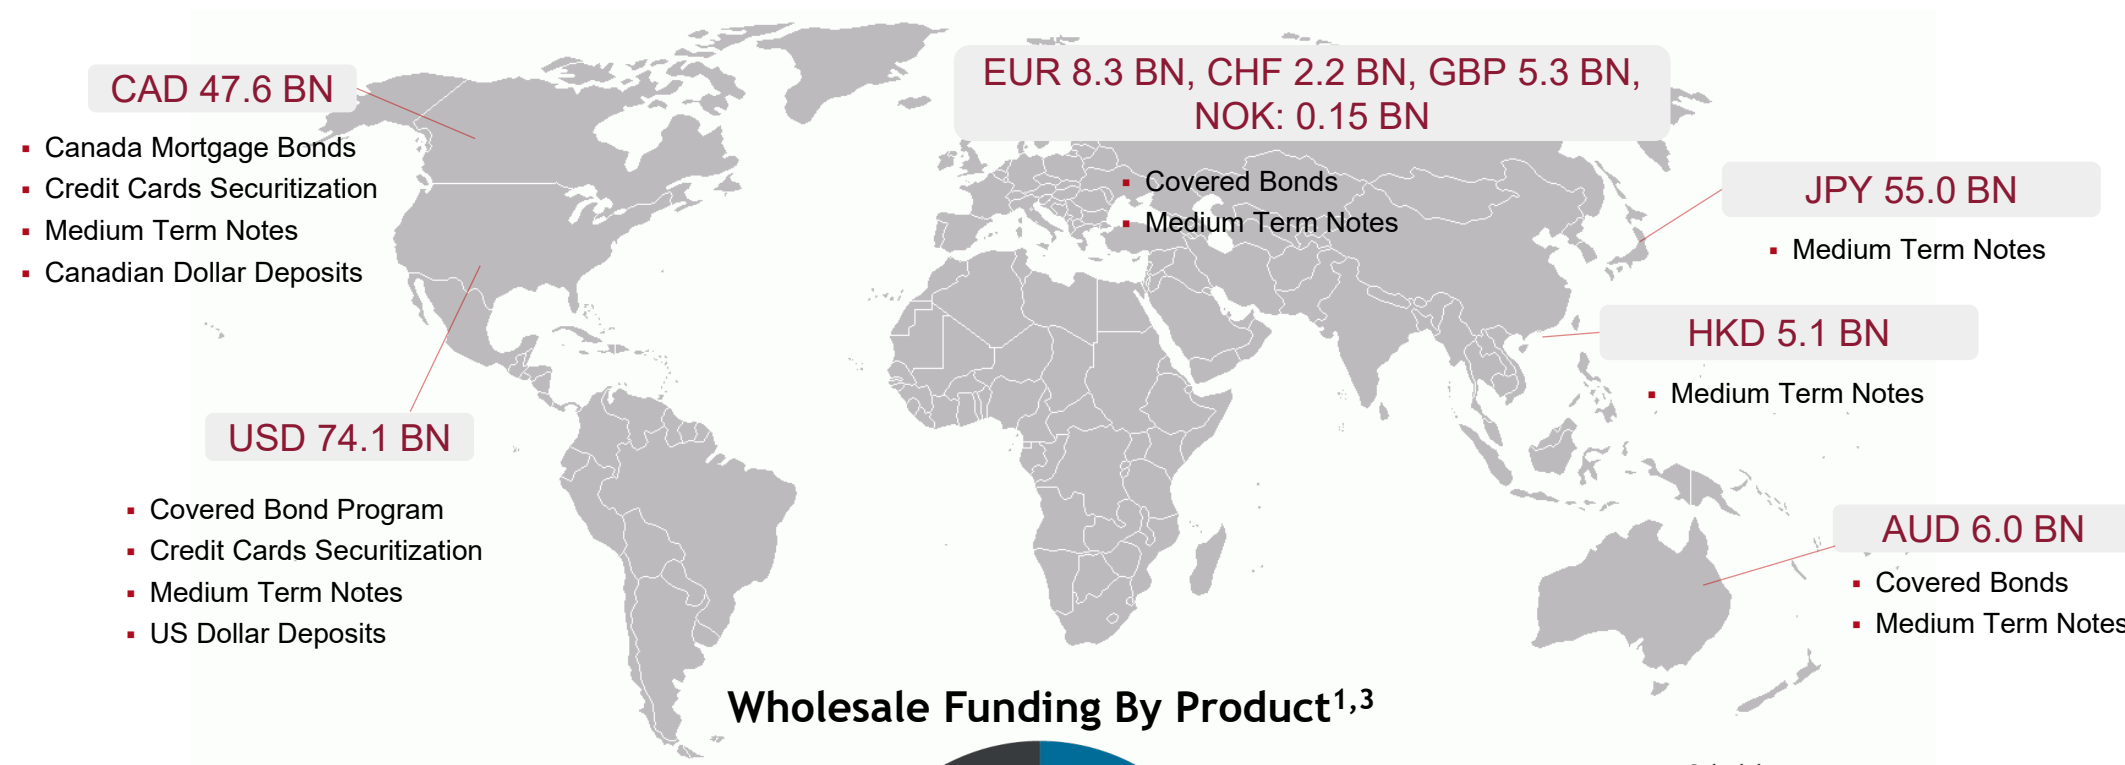 CAD 47.6 BN
▪ Canada Mortgage Bonds
▪ Credit Cards Securitization
▪ Medium Term Notes
▪ Canadian Dollar Deposits
EUR 8.3 BN, CHF 2.2 BN, GBP 5.3 BN,
NOK: 0.15 BN
▪ Covered Bonds
▪ Medium Term Notes
JPY 55.0 BN
▪ Medium Term Notes
HKD 5.1 BN
▪ Medium Term Notes
USD 74.1 BN
▪ Covered Bond Program
▪ Credit Cards Securitization
▪ Medium Term Notes
▪ US Dollar Deposits
AUD 6.0 BN
▪ Covered Bonds
▪ Medium Term Notes
Wholesale Funding By Product¹,³